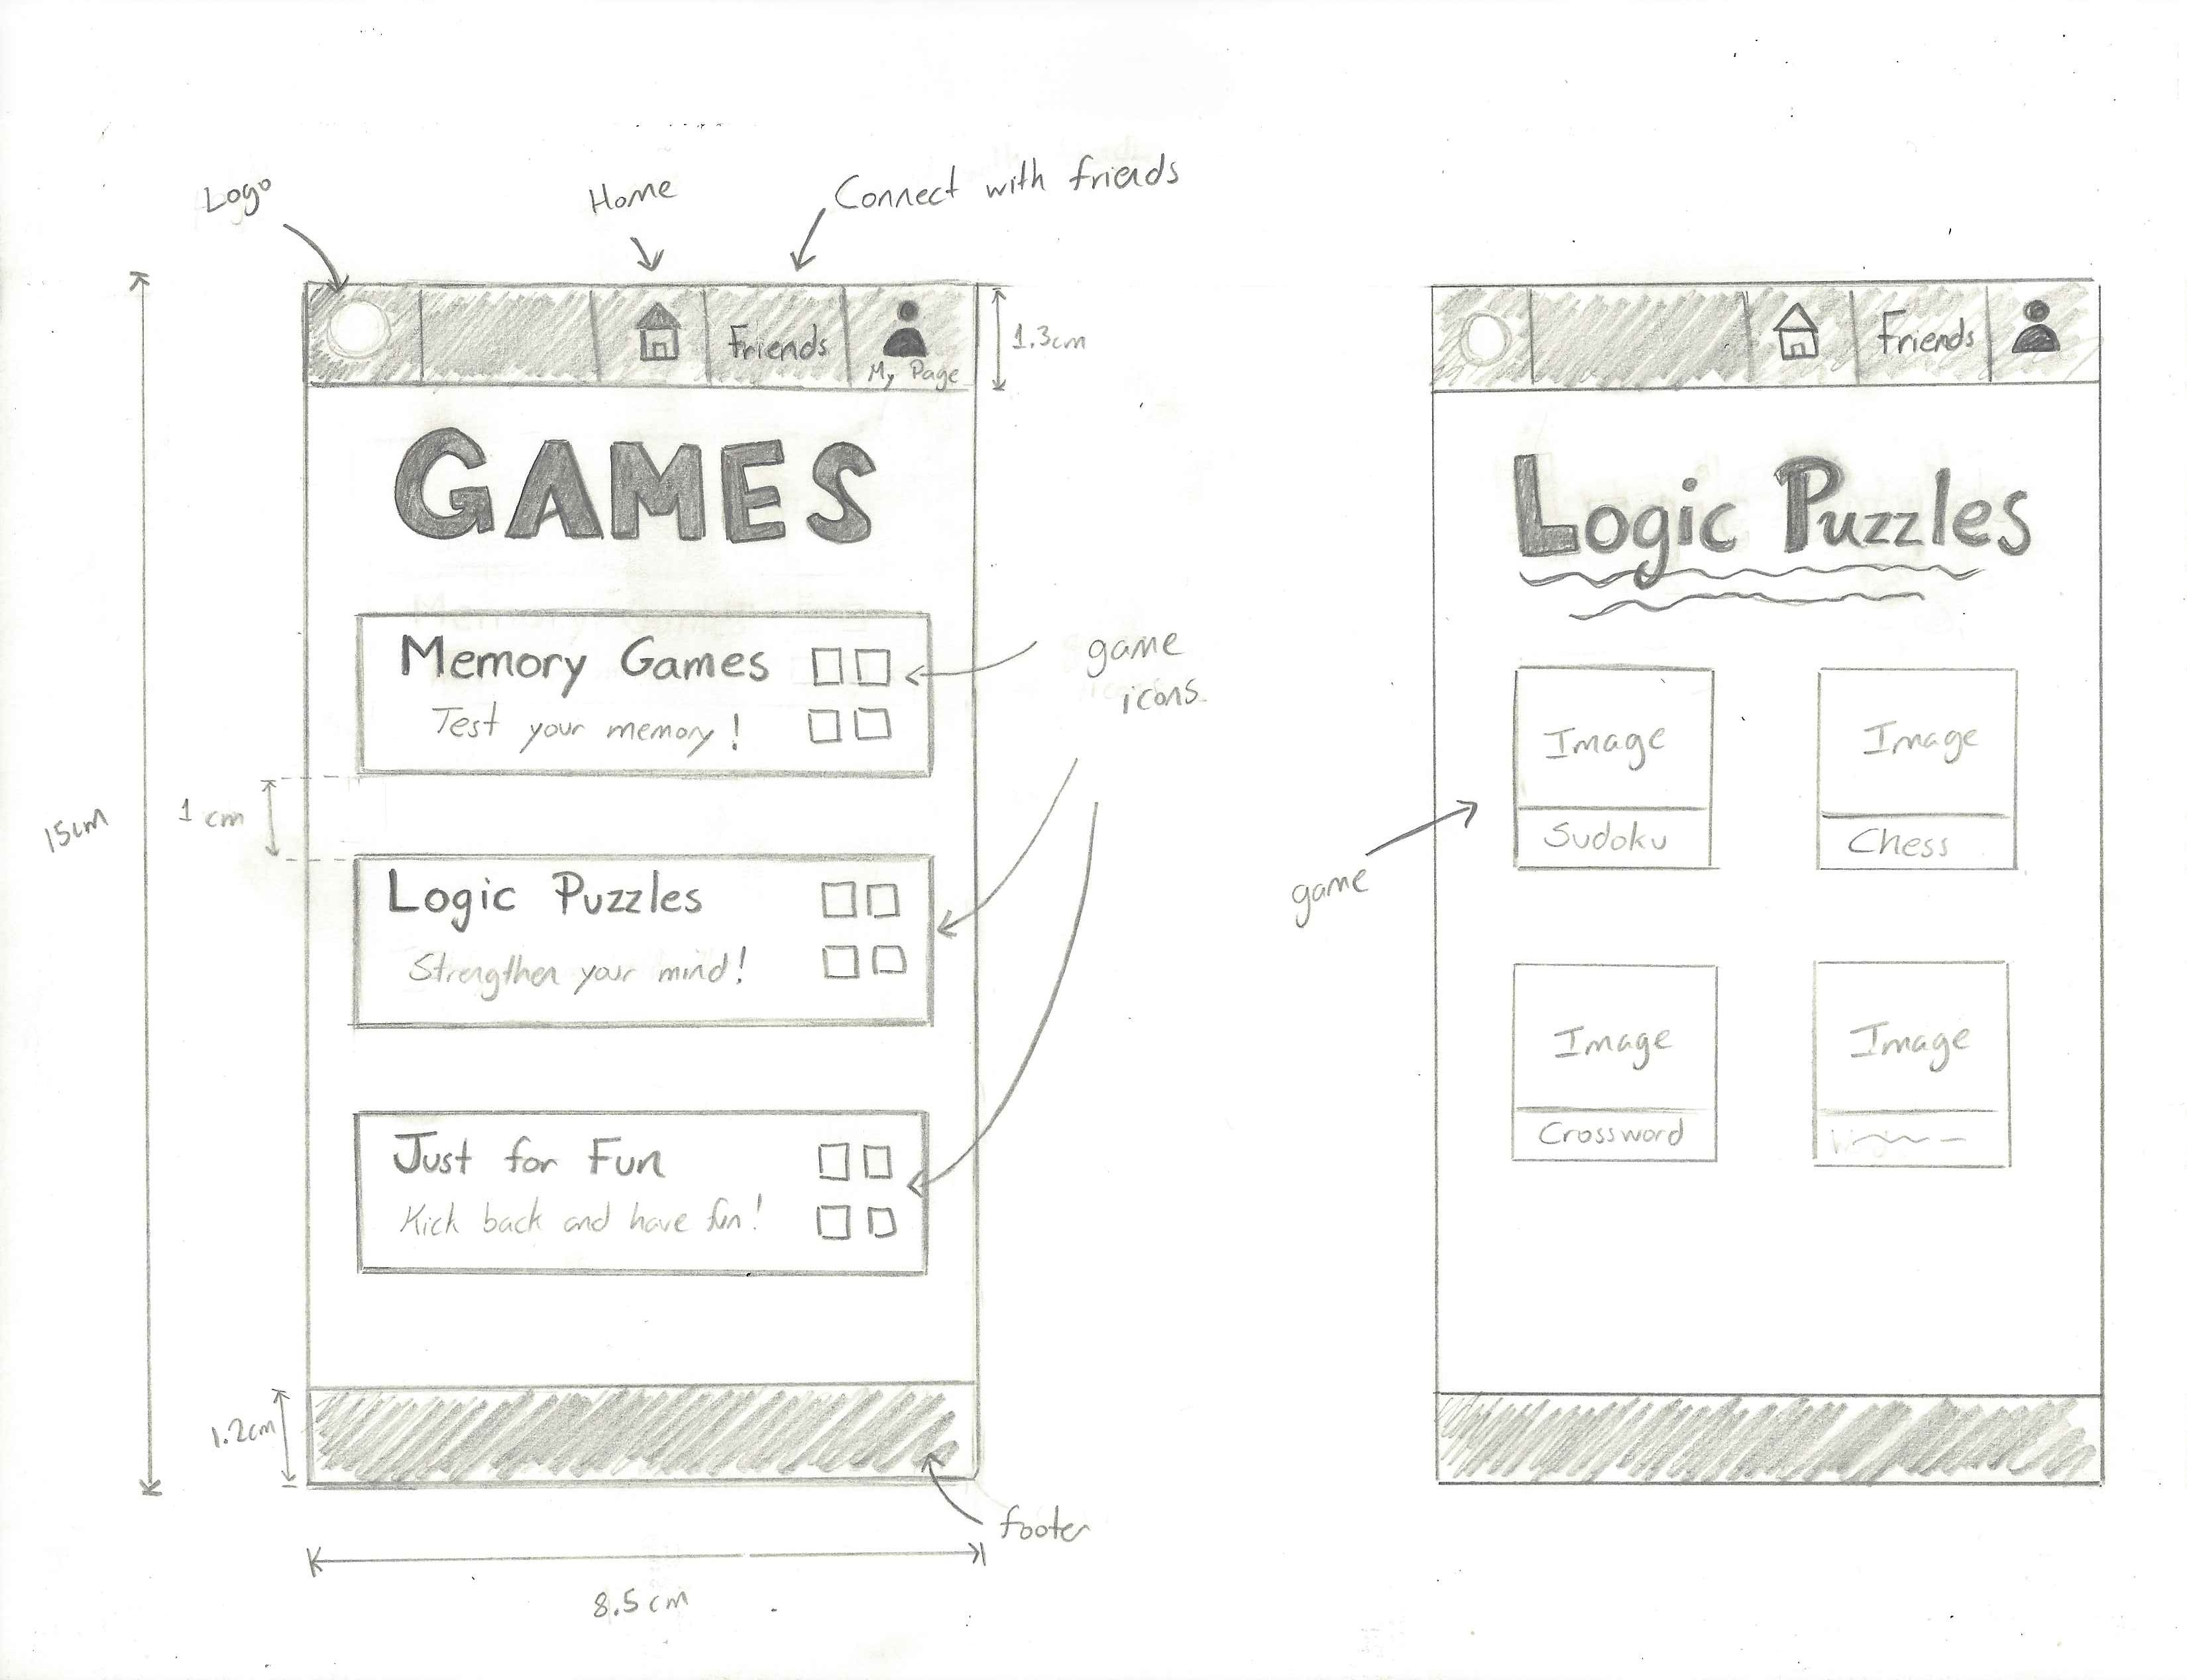 Logo
Home
Connect with friends
Friends
My Page
1.3cm
GAMES
Memory Games
Test your memory!
game
icons
15cm
1 cm
Logic Puzzles
Strengthen your mind!
Just for Fun
Kick back and have fun!
1.2cm
footer
8.5cm
Friends
Logic Puzzles
Image
Image
Sudoku
Chess
game
Image
Image
Crossword